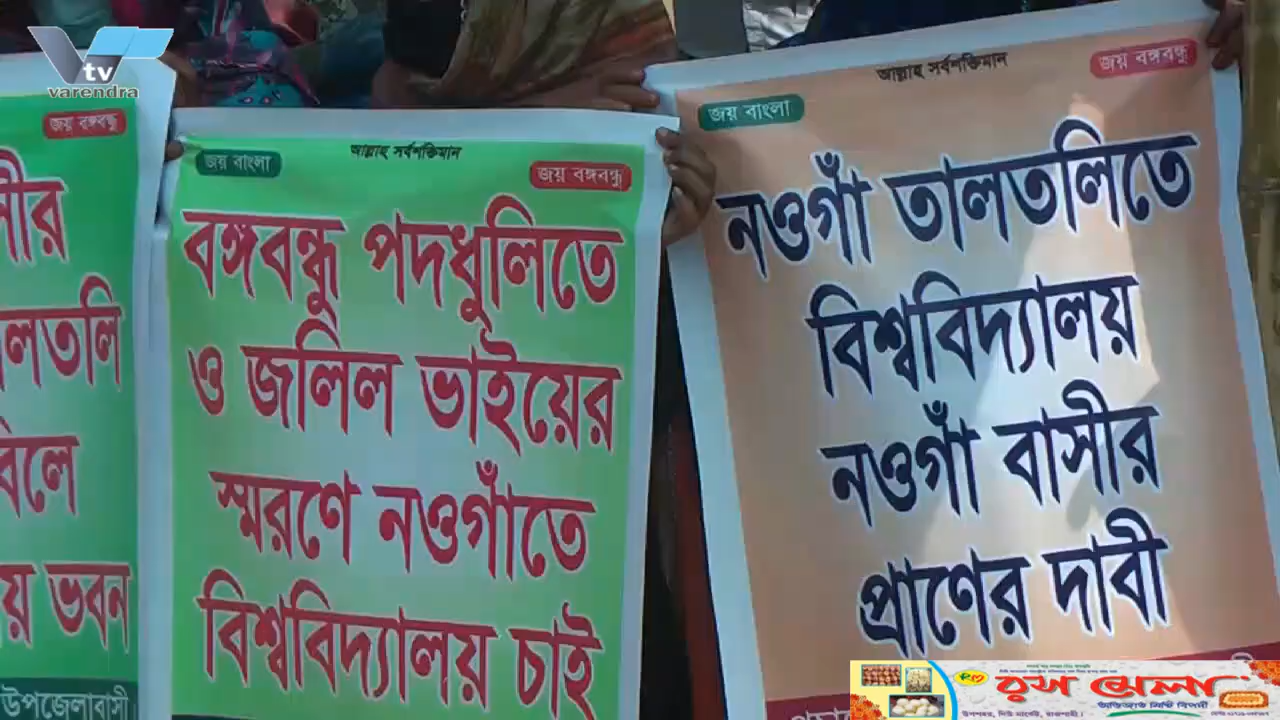 tv
varendra
জয় বঙ্গবন্ধু
সীর
লতলি
বিলে
য় ভবন
উপজেলাবাসী
জয় বাংলা
আল্লাহ সর্বশক্তিমান
জয় বঙ্গবন্ধু
বঙ্গবন্ধু পদধুলিতে
ও জলিল ভাইয়ের
স্মরণে নওগাঁতে
বিশ্ববিদ্যালয় চাই
জয় বাংলা
আল্লাহ সর্বশক্তিমান
জয় বঙ্গবন্ধু
নওগাঁ তালতলিতে
বিশ্ববিদ্যালয়
নওগাঁ বাসীর
প্রাণের দাবী
রস মেলা